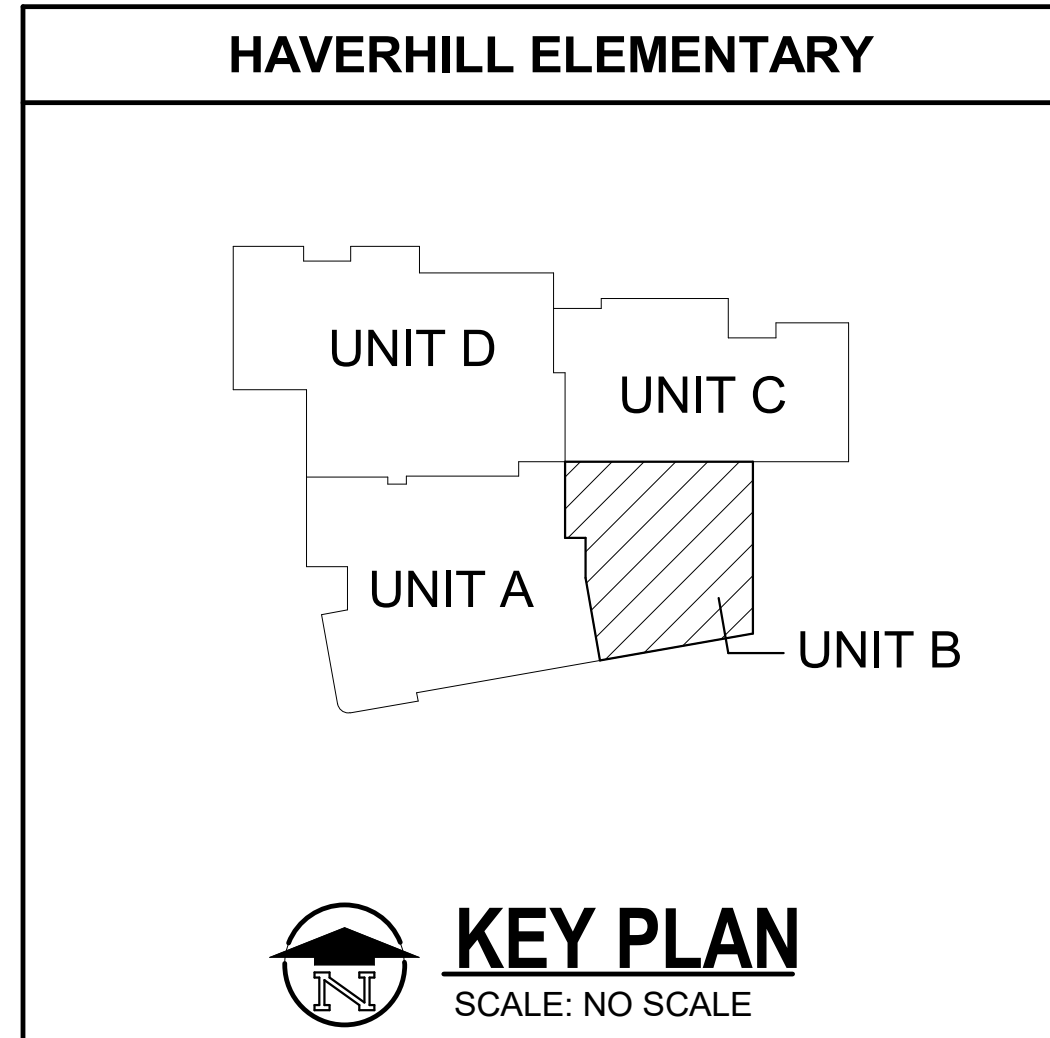 HAVERHILL ELEMENTARY
UNIT D
UNIT C
UNIT A
UNIT B
N
KEY PLAN
SCALE: NO SCALE